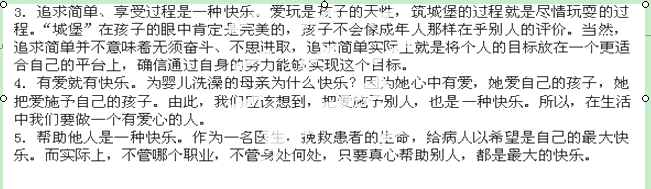 3. 追求简单、享受过程是一种快乐。爱玩是孩子的天性，筑城堡的过程就是尽情玩耍的过
程。“城堡”在孩子的眼中肯定是完美的，孩子不会像成年人那样在乎别人的评价。当然，
追求简单并不意味着无须奋斗、不思进取，追求简单实际上就是将个人的目标放在一个更适
合自己的平台上，确信通过自身的努力能够实现这个目标。
4. 有爱就有快乐。为婴儿洗澡的母亲为什么快乐？因为她心中有爱，她爱自己的孩子，她
把爱施予自己的孩子。由此，我们应该想到，把爱施予别人，也是一种快乐。所以，在生活
中我们要做一个有爱心的人。
5. 帮助他人是一种快乐。作为一名医生，挽救患者的生命，给病人以希望是自己的最大快
乐。而实际上，不管哪个职业，不管身处何处，只要真心帮助别人，都是最大的快乐。